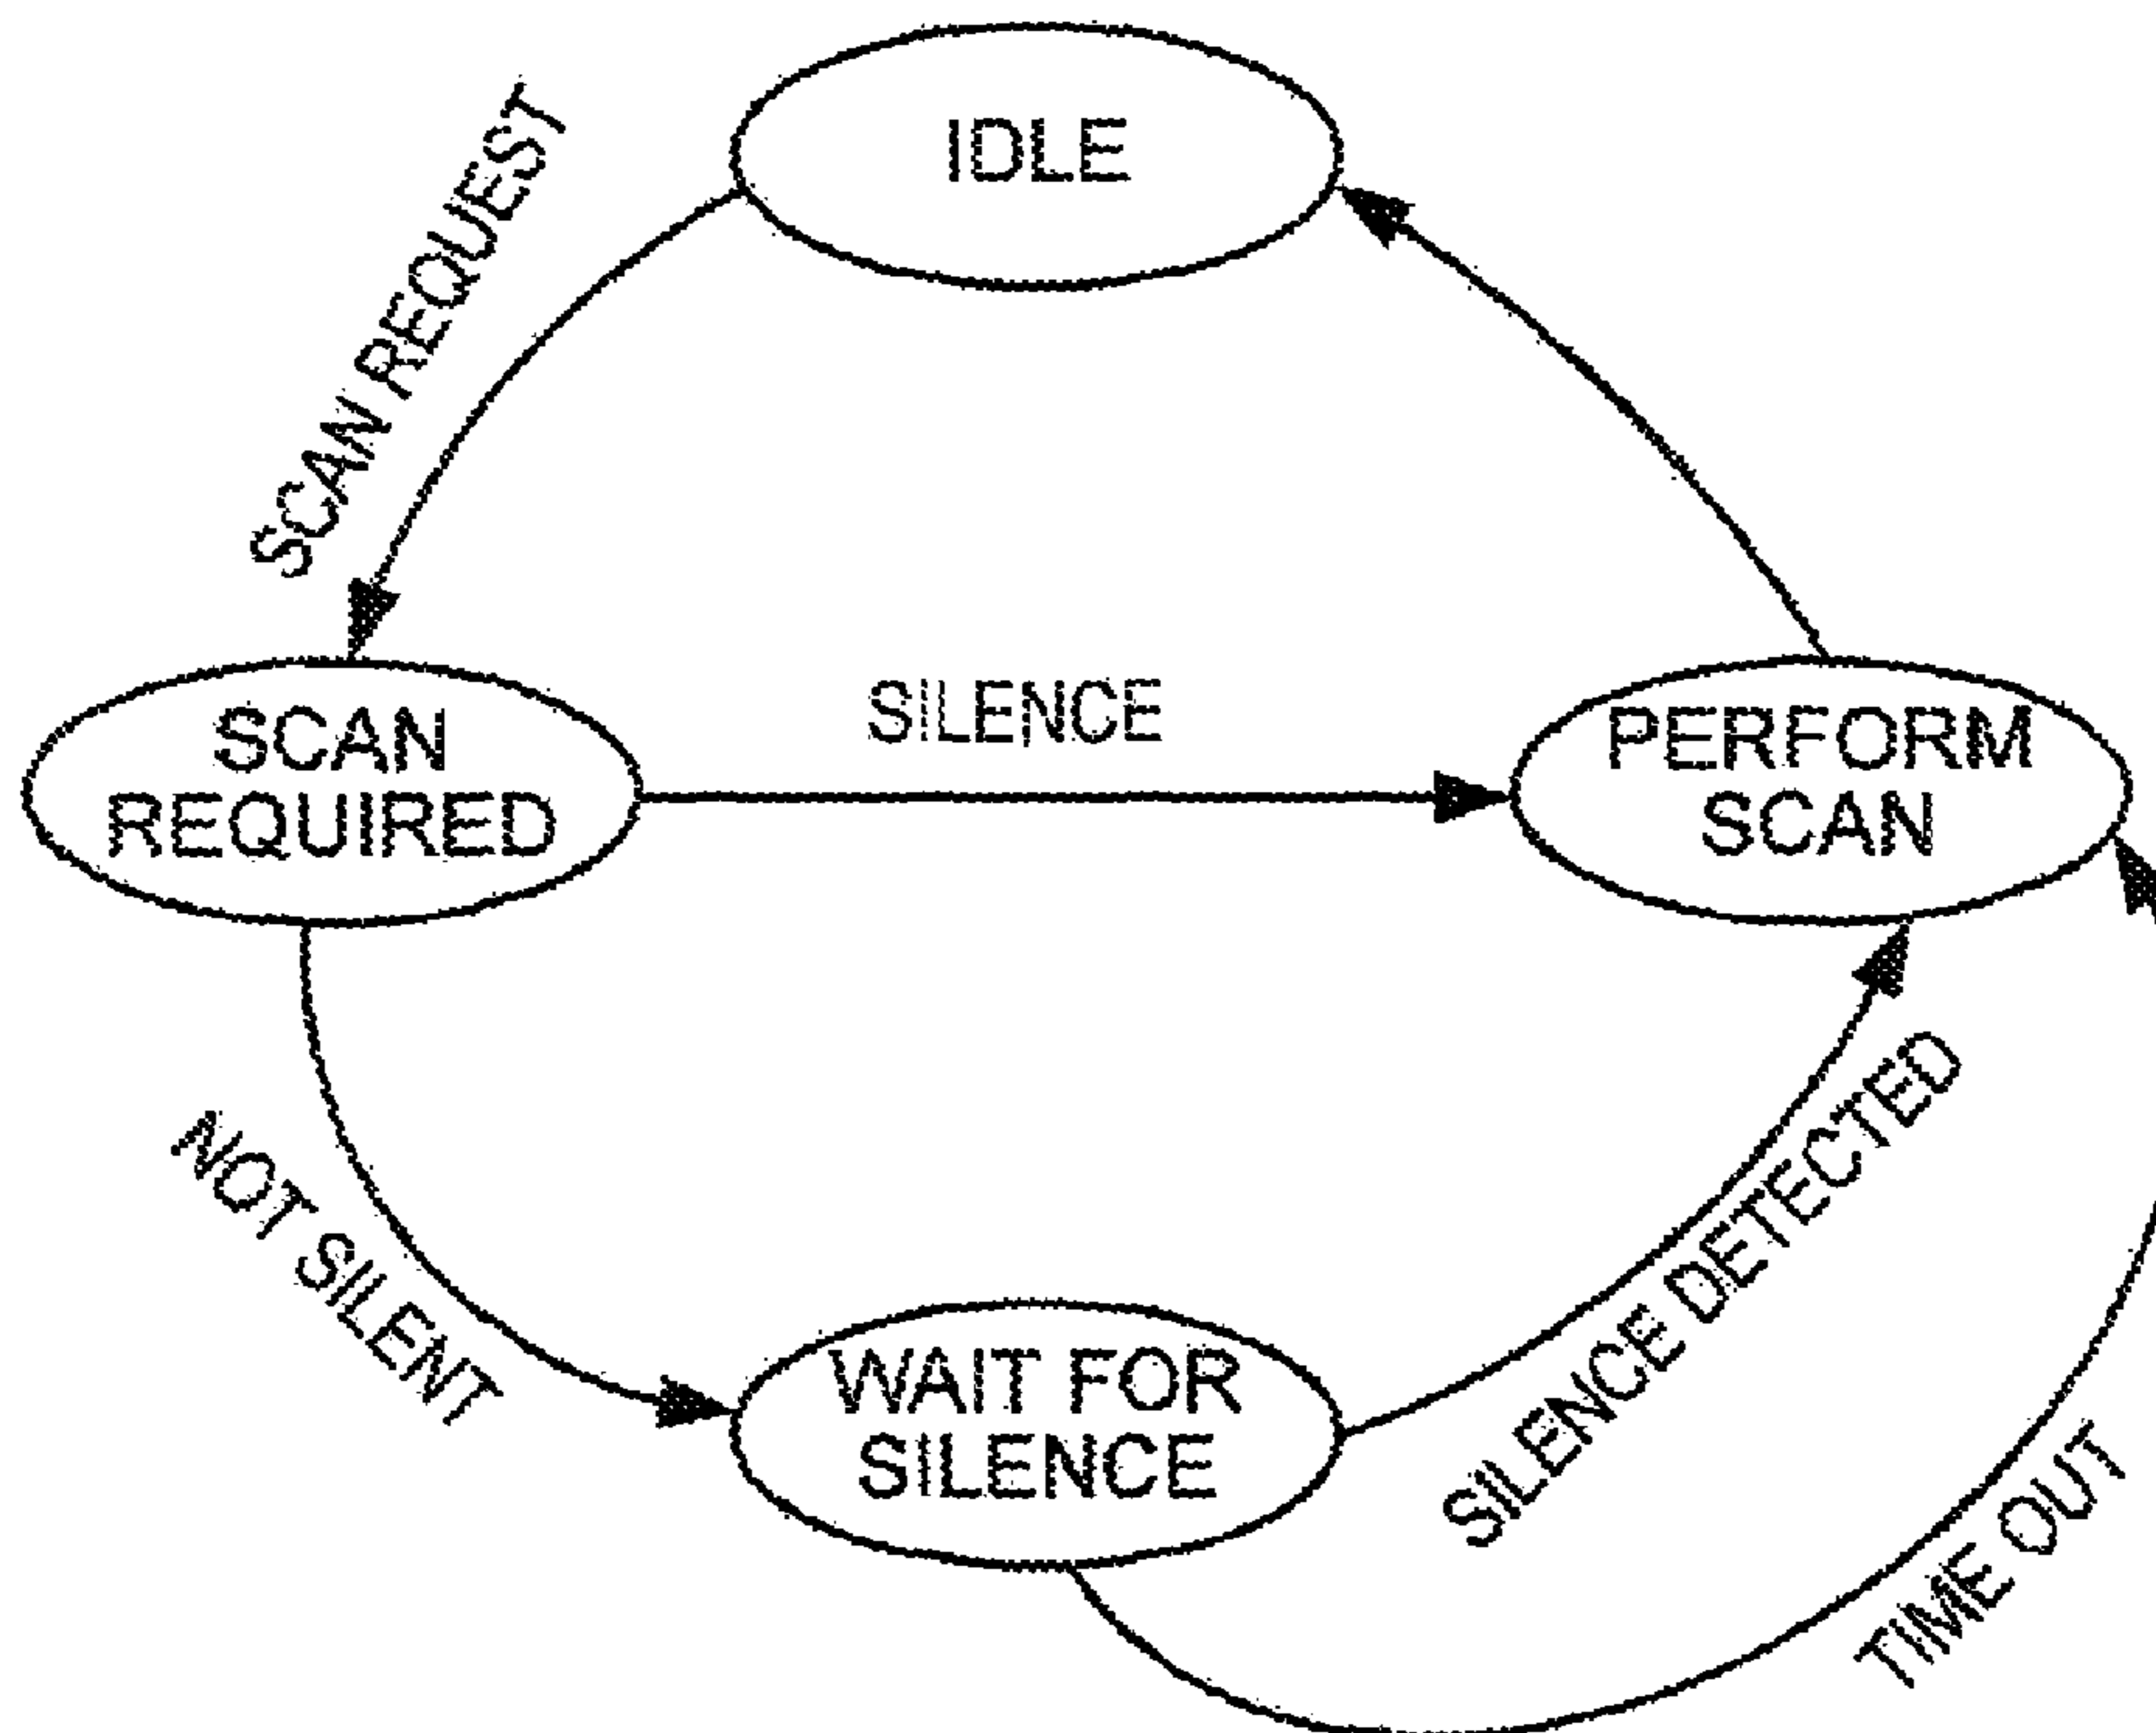 IDLE
SCAN REQUEST
SCAN
REQUIRED
SILENCE
PERFORM
SCAN
NOT SILENT
WAIT FOR
SILENCE
SILENCE DETECTED
TIME OUT